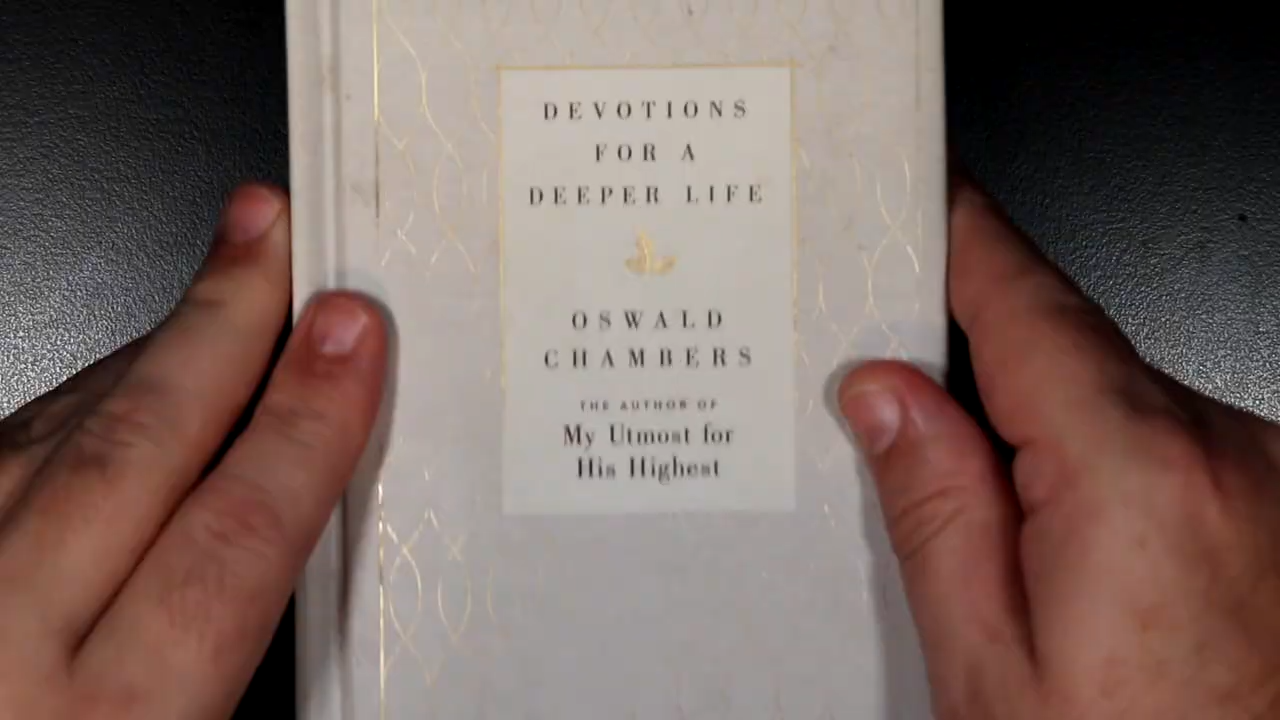 DEVOTIONS
FOR A
DEEPER LIFE
OSWALD
CHAMBERS
THE AUTHOR OF
My Utmost for
His Highest